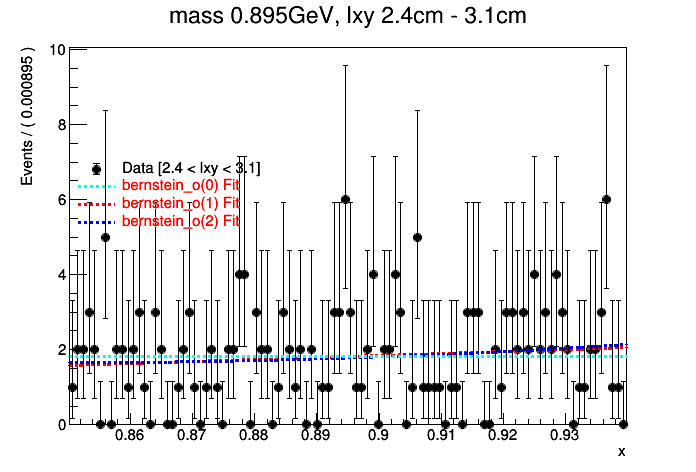 mass 0.895GeV, lxy 2.4cm - 3.1cm
Events / ( 0.000895 )
10
8
6
4
2
0
Data [2.4 < lxy < 3.1]
bernstein_o(0) Fit
bernstein_o(1) Fit
bernstein_o(2) Fit
0.86 0.87 0.88 0.89 0.9 0.91 0.92 0.93
x